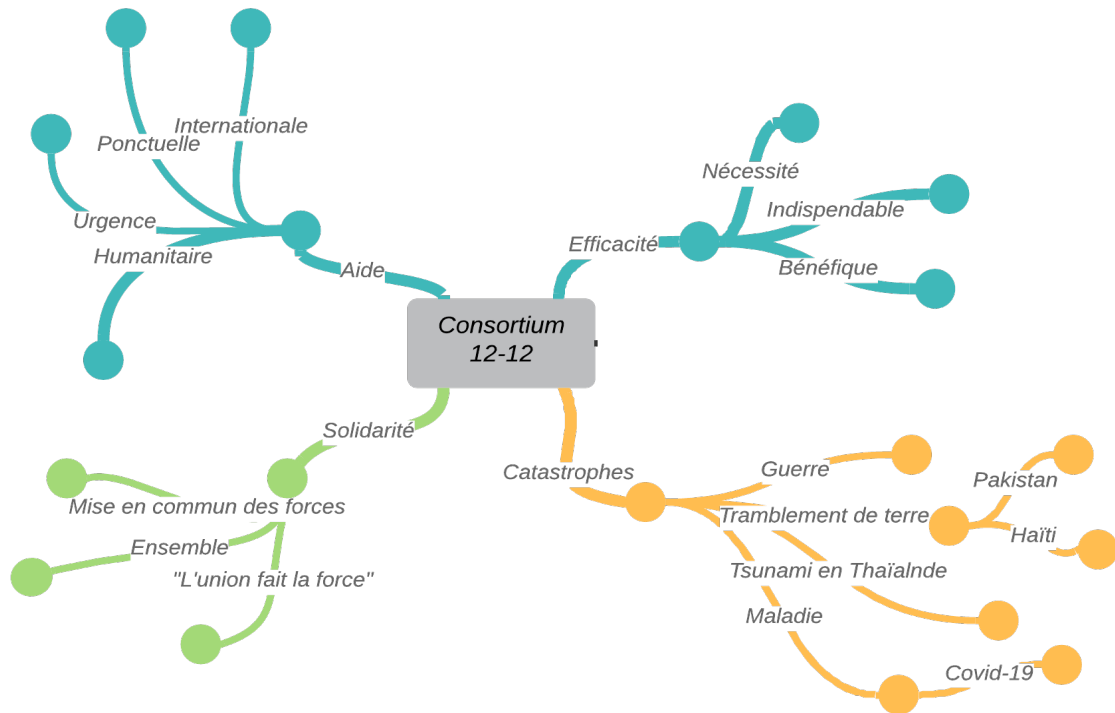 Internationale
Ponctuelle
Urgence
Humanitaire
Aide
Nécessité
Indispendable
Efficacité
Bénéfique
Consortium
12-12
Solidarité
Mise en commun des forces
Ensemble
"L'union fait la force"
Catastrophes
Guerre
Pakistan
Tramblement de terre
Haïti
Tsunami en Thaïalnde
Maladie
Covid-19